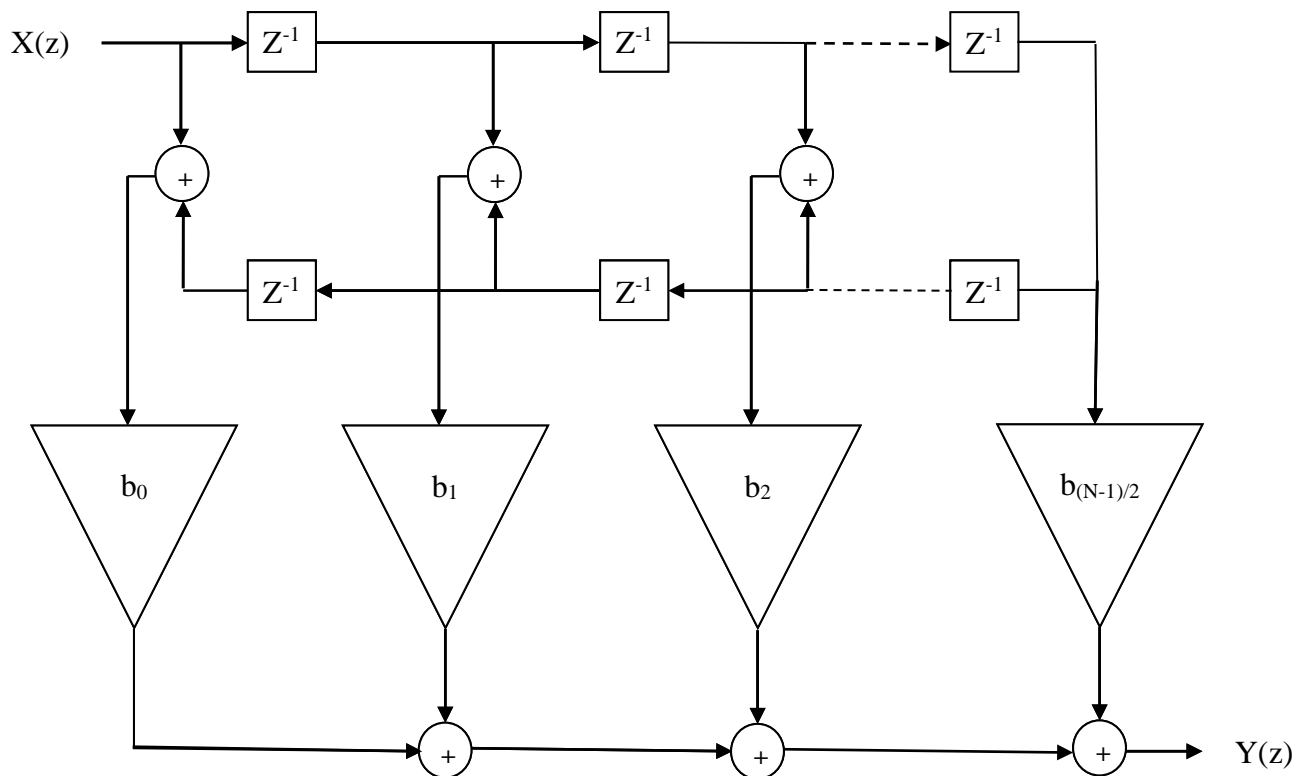 X(z) Z⁻¹ Z⁻¹ Z⁻¹
+ + +
Z⁻¹ Z⁻¹ Z⁻¹
b₀ b₁ b₂ b₍N-1₎/₂
+ + + Y(z)